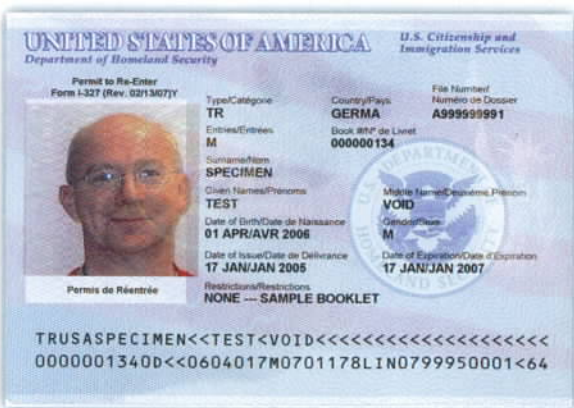 UNITED STATES OF AMERICA
Department of Homeland Security
U.S. Citizenship and
Immigration Services
Permit to Re-Enter
Form I-327 (Rev. 02/13/07)Y
Type/Catégorie
TR
Country/Pays
GERMA
File Number/
Numéro de Dossier
A999999991
Entries/Entrées
M
Book #/Nº de Livret
000000134
Surname/Nom
SPECIMEN
Given Names/Prénoms
TEST
Middle Name/Deuxième Prénom
VOID
Date of Birth/Date de Naissance
01 APR/AVR 2006
Gender/Sexe
M
Date of Issue/Date de Délivrance
17 JAN/JAN 2005
Date of Expiration/Date d'Expiration
17 JAN/JAN 2007
Restrictions/Restrictions
NONE --- SAMPLE BOOKLET
Permis de Réentrée
TRUSASPECIMEN<<TEST<VOID<<<<<<<<<<<<<<<<<<<<
0000001340D<<0604017M0701178LIN0799950001<64